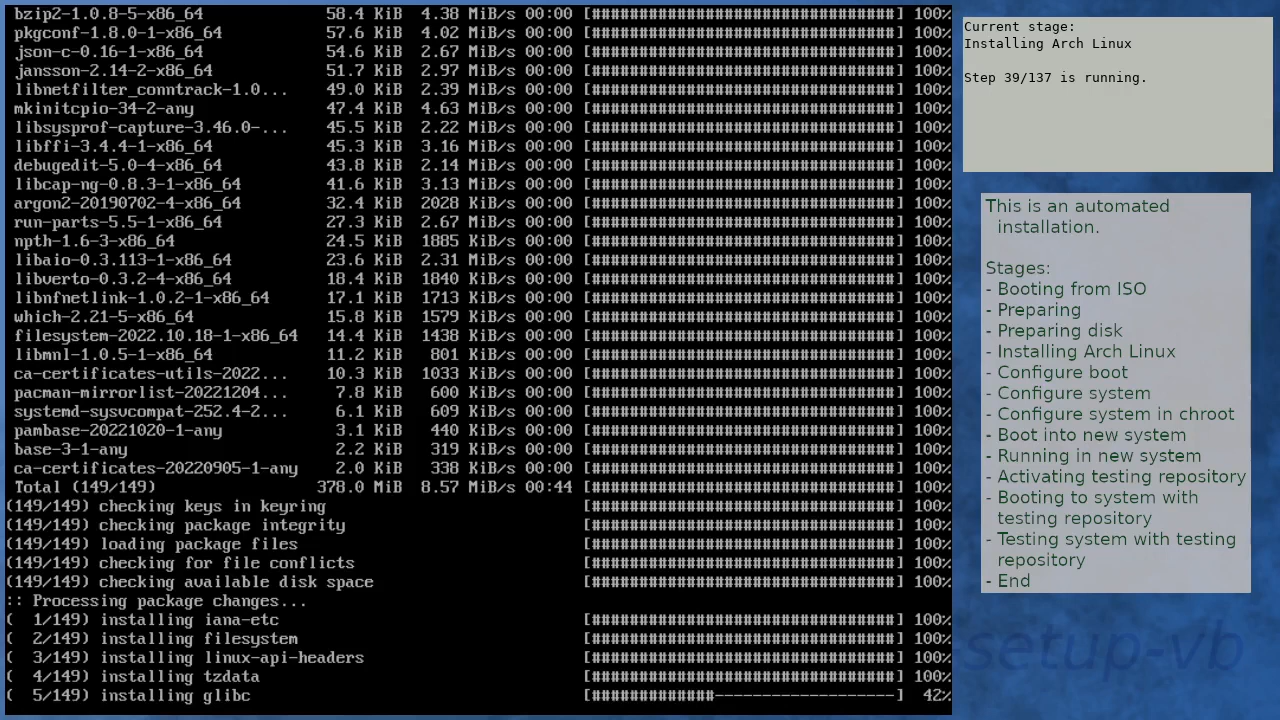 bzip2-1.0.8-5-x86_64 58.4 KiB 4.38 MiB/s 00:00 [################################] 100%
pkgconf-1.8.0-1-x86_64 57.6 KiB 4.02 MiB/s 00:00 [################################] 100%
json-c-0.16-1-x86_64 54.6 KiB 2.67 MiB/s 00:00 [################################] 100%
jansson-2.14-2-x86_64 51.7 KiB 2.97 MiB/s 00:00 [################################] 100%
libnetfilter_conntrack-1.0... 49.0 KiB 2.39 MiB/s 00:00 [################################] 100%
mkinitcpio-34-2-any 47.4 KiB 4.63 MiB/s 00:00 [################################] 100%
libsysprof-capture-3.46.0-... 45.5 KiB 2.22 MiB/s 00:00 [################################] 100%
libffi-3.4.4-1-x86_64 45.3 KiB 3.16 MiB/s 00:00 [################################] 100%
debugedit-5.0-4-x86_64 43.8 KiB 2.14 MiB/s 00:00 [################################] 100%
libcap-ng-0.8.3-1-x86_64 41.6 KiB 3.13 MiB/s 00:00 [################################] 100%
argon2-20190702-4-x86_64 32.4 KiB 2028 KiB/s 00:00 [################################] 100%
run-parts-5.5-1-x86_64 27.3 KiB 2.67 MiB/s 00:00 [################################] 100%
npth-1.6-3-x86_64 24.5 KiB 1885 KiB/s 00:00 [################################] 100%
libaio-0.3.113-1-x86_64 23.6 KiB 2.31 MiB/s 00:00 [################################] 100%
libverto-0.3.2-4-x86_64 18.4 KiB 1840 KiB/s 00:00 [################################] 100%
libnfnetlink-1.0.2-1-x86_64 17.1 KiB 1713 KiB/s 00:00 [################################] 100%
which-2.21-5-x86_64 15.8 KiB 1579 KiB/s 00:00 [################################] 100%
filesystem-2022.10.18-1-x86_64 14.4 KiB 1438 KiB/s 00:00 [################################] 100%
libmnl-1.0.5-1-x86_64 11.2 KiB 801 KiB/s 00:00 [################################] 100%
ca-certificates-utils-2022... 10.3 KiB 1033 KiB/s 00:00 [################################] 100%
pacman-mirrorlist-20221204... 7.8 KiB 600 KiB/s 00:00 [################################] 100%
systemd-sysvcompat-252.4-2... 6.1 KiB 609 KiB/s 00:00 [################################] 100%
pambase-20221020-1-any 3.1 KiB 440 KiB/s 00:00 [################################] 100%
base-3-1-any 2.2 KiB 319 KiB/s 00:00 [################################] 100%
ca-certificates-20220905-1-any 2.0 KiB 338 KiB/s 00:00 [################################] 100%
Total (149/149) 378.0 MiB 8.57 MiB/s 00:44 [################################] 100%
(149/149) checking keys in keyring [################################] 100%
(149/149) checking package integrity [################################] 100%
(149/149) loading package files [################################] 100%
(149/149) checking for file conflicts [################################] 100%
(149/149) checking available disk space [################################] 100%
:: Processing package changes...
( 1/149) installing iana-etc [################################] 100%
( 2/149) installing filesystem [################################] 100%
( 3/149) installing linux-api-headers [################################] 100%
( 4/149) installing tzdata [################################] 100%
( 5/149) installing glibc [#############-------------------] 42%
Current stage:
Installing Arch Linux
Step 39/137 is running.
This is an automated
installation.
Stages:
- Booting from ISO
- Preparing
- Preparing disk
- Installing Arch Linux
- Configure boot
- Configure system
- Configure system in chroot
- Boot into new system
- Running in new system
- Activating testing repository
- Booting to system with
testing repository
- Testing system with testing
repository
- End
setup-vb